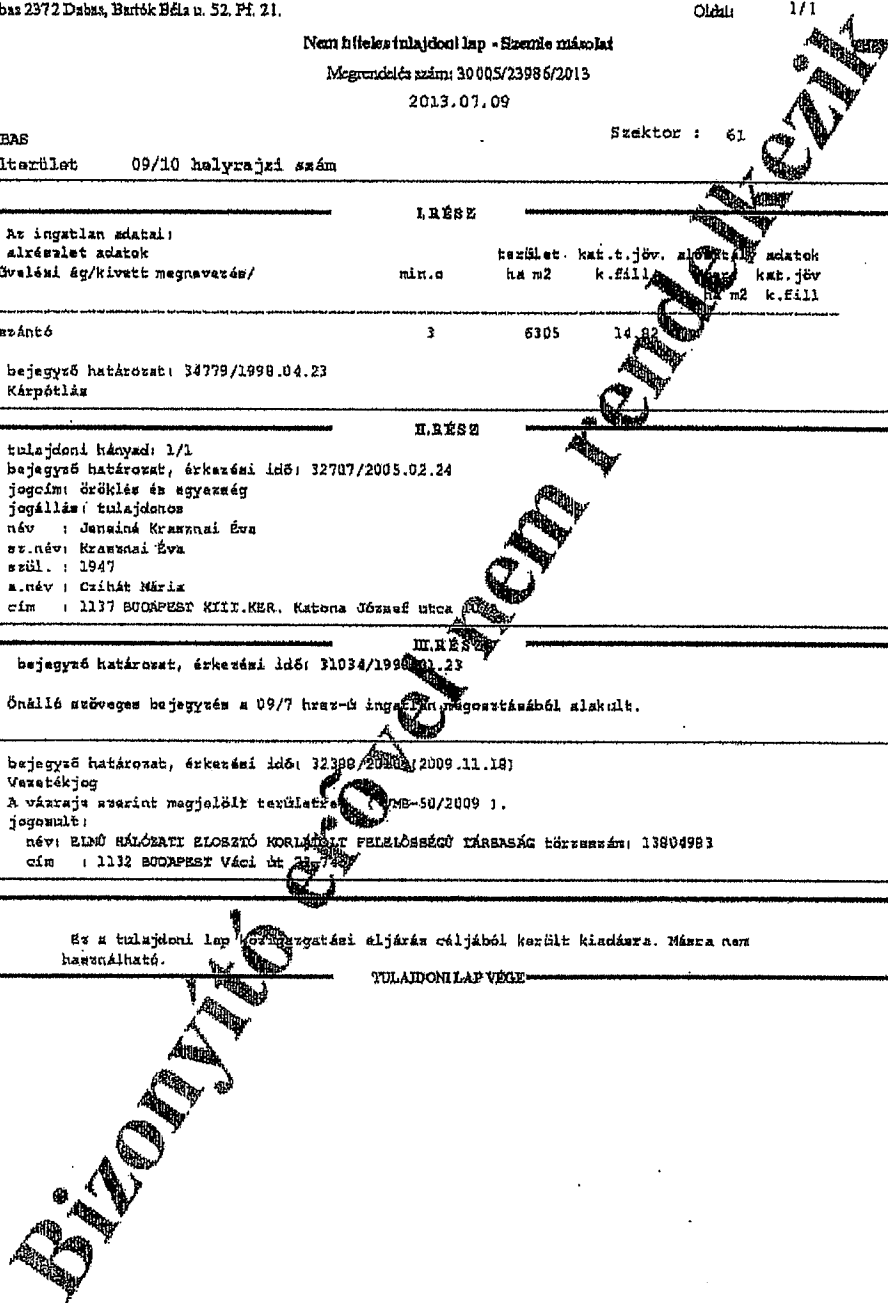 bas 2372 Dabas, Bartók Béla u. 52. Pf. 21.
Oldal: 1/1
Nem hiteles tulajdoni lap - Szemle másolat
Megrendelés szám: 30005/23986/2013
2013.07.09
Szektor : 61
BAS
lterület 09/10 helyrajzi szám
I.RÉSZ
Az ingatlan adatai:
alrészlet adatok
terület kat.t.jöv. alosztály adatok
űvelési ág/kivett megnevezés/ min.o ha m2 k.fill. kat.jöv
ha m2 k.fill
szántó 3 6305 14.82
bejegyző határozat: 34779/1998.04.23
Kárpótlás
II.RÉSZ
tulajdoni hányad: 1/1
bejegyző határozat, érkezési idő: 32707/2005.02.24
jogcím: öröklés és egyezség
jogállás: tulajdonos
név : Krasznai Éva
sz.név: Krasznai Éva
szül. : 1947
a.név : Czihát Mária
cím : 1137 BUDAPEST XIII.KER. Katona József utca
III.RÉSZ
bejegyző határozat, érkezési idő:
Önálló szöveges bejegyzés a 09/7 hrsz-ú ingatlan megosztásából alakult.
bejegyző határozat, érkezési idő: (2009.11.18)
Vezetékjog
A vázrajz szerint megjelölt területre VMB-50/2009 ).
jogosult:
név: ELMŰ HÁLÓZATI ELOSZTÓ KORLÁTOLT FELELŐSSÉGŰ TÁRSASÁG törzsszám: 13804983
cím : 1132 BUDAPEST Váci út
Ez a tulajdoni lap közigazgatási eljárás céljából került kiadásra. Másra nem
használható.
TULAJDONI LAP VÉGE
Bizonyító erővel nem rendelkezik